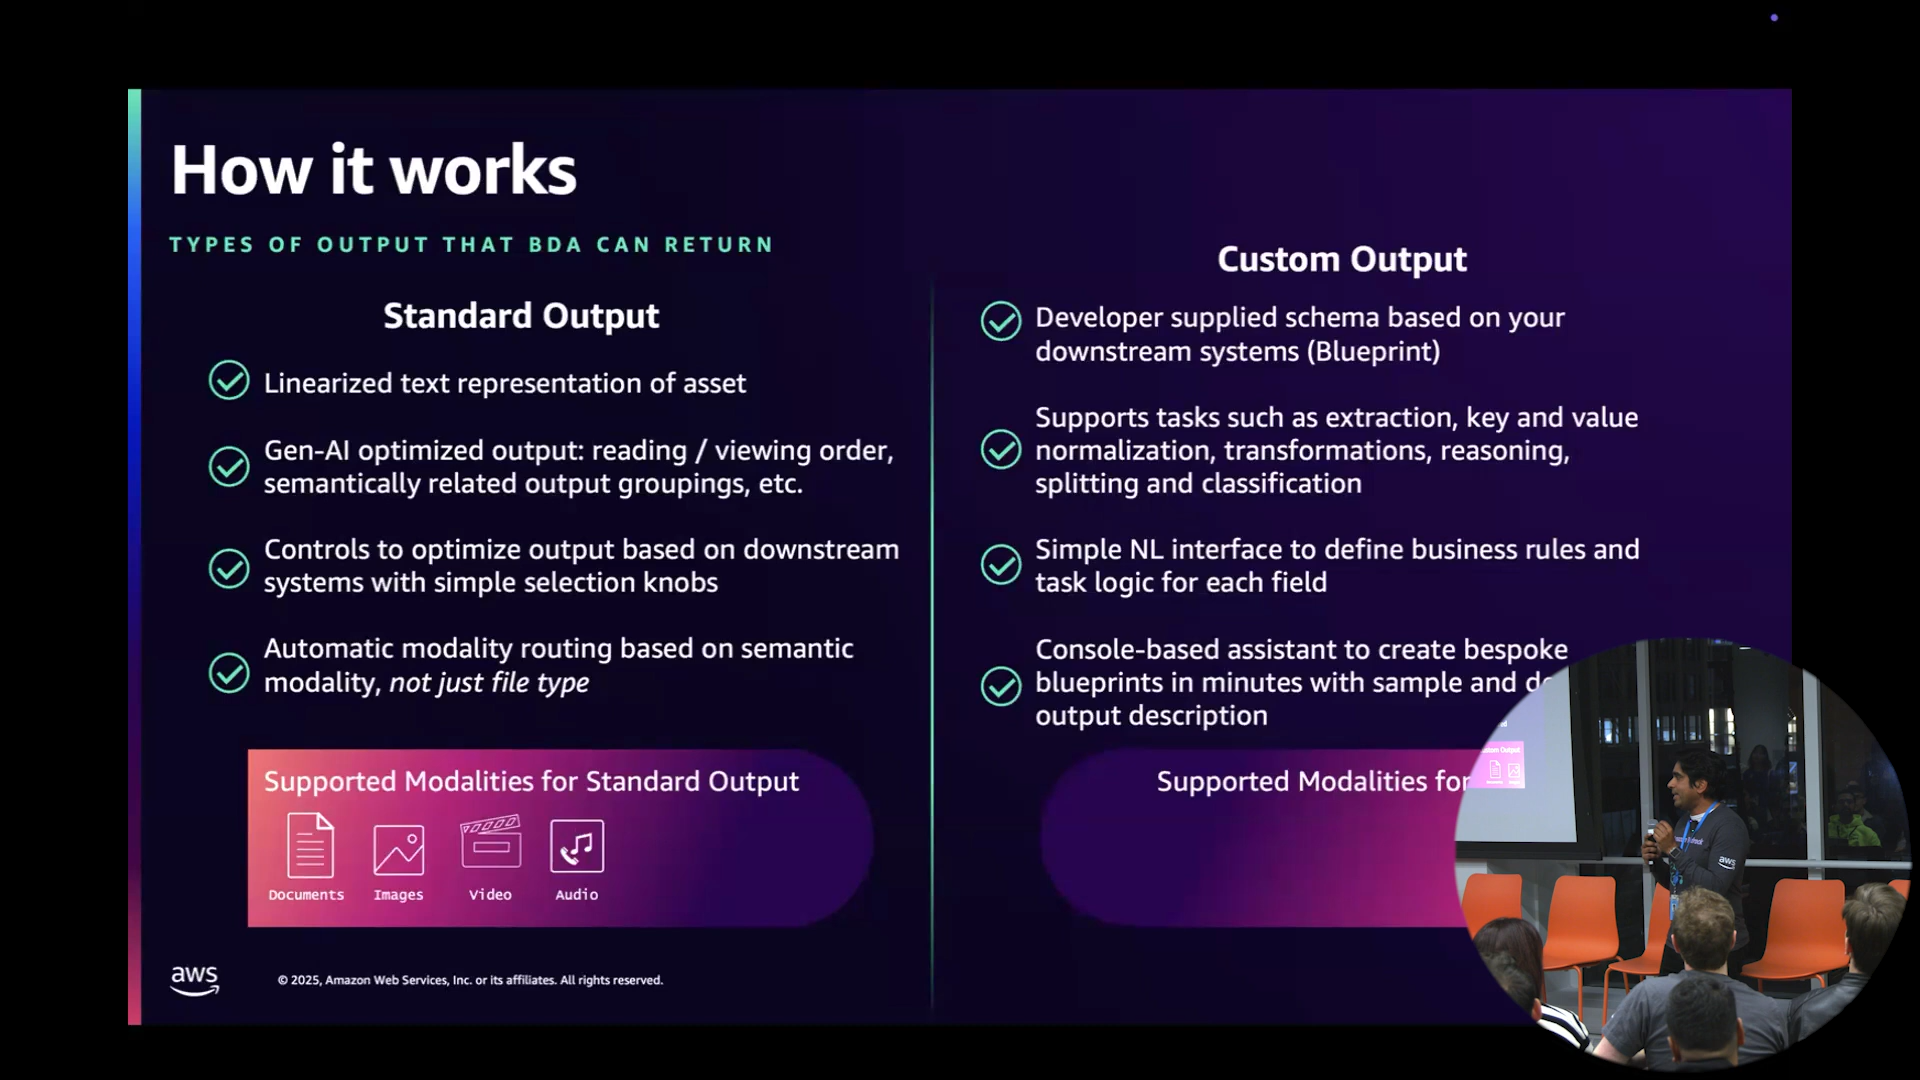 How it works
TYPES OF OUTPUT THAT BDA CAN RETURN
Standard Output
Linearized text representation of asset
Gen-AI optimized output: reading / viewing order,
semantically related output groupings, etc.
Controls to optimize output based on downstream
systems with simple selection knobs
Automatic modality routing based on semantic
modality, not just file type
Supported Modalities for Standard Output
Documents
Images
Video
Audio
Custom Output
Developer supplied schema based on your
downstream systems (Blueprint)
Supports tasks such as extraction, key and value
normalization, transformations, reasoning,
splitting and classification
Simple NL interface to define business rules and
task logic for each field
Console-based assistant to create bespoke
blueprints in minutes with sample and
output description
Supported Modalities for
aws
© 2025, Amazon Web Services, Inc. or its affiliates. All rights reserved.
Output
aws